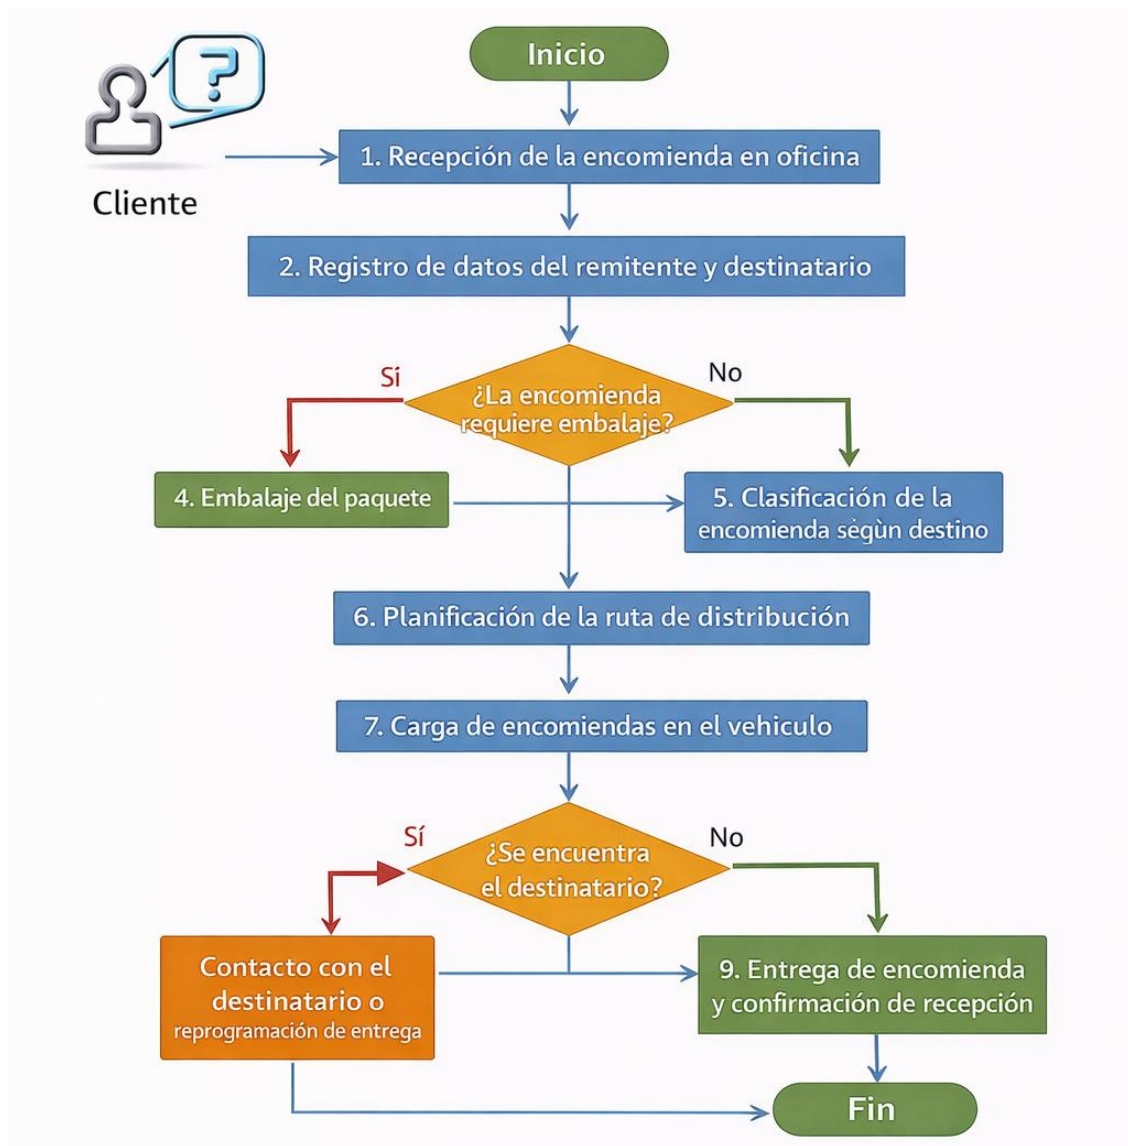 Inicio
?
1. Recepción de la encomienda en oficina
Cliente
2. Registro de datos del remitente y destinatario
Sí
No
¿La encomienda
requiere embalaje?
4. Embalaje del paquete
5. Clasificación de la
encomienda sègùn destino
6. Planificación de la ruta de distribución
7. Carga de encomiendas en el vehiculo
Sí
No
¿Se encuentra
el destinatario?
Contacto con el
destinatario o
reprogramación de entrega
9. Entrega de encomienda
y confirmación de recepción
Fin